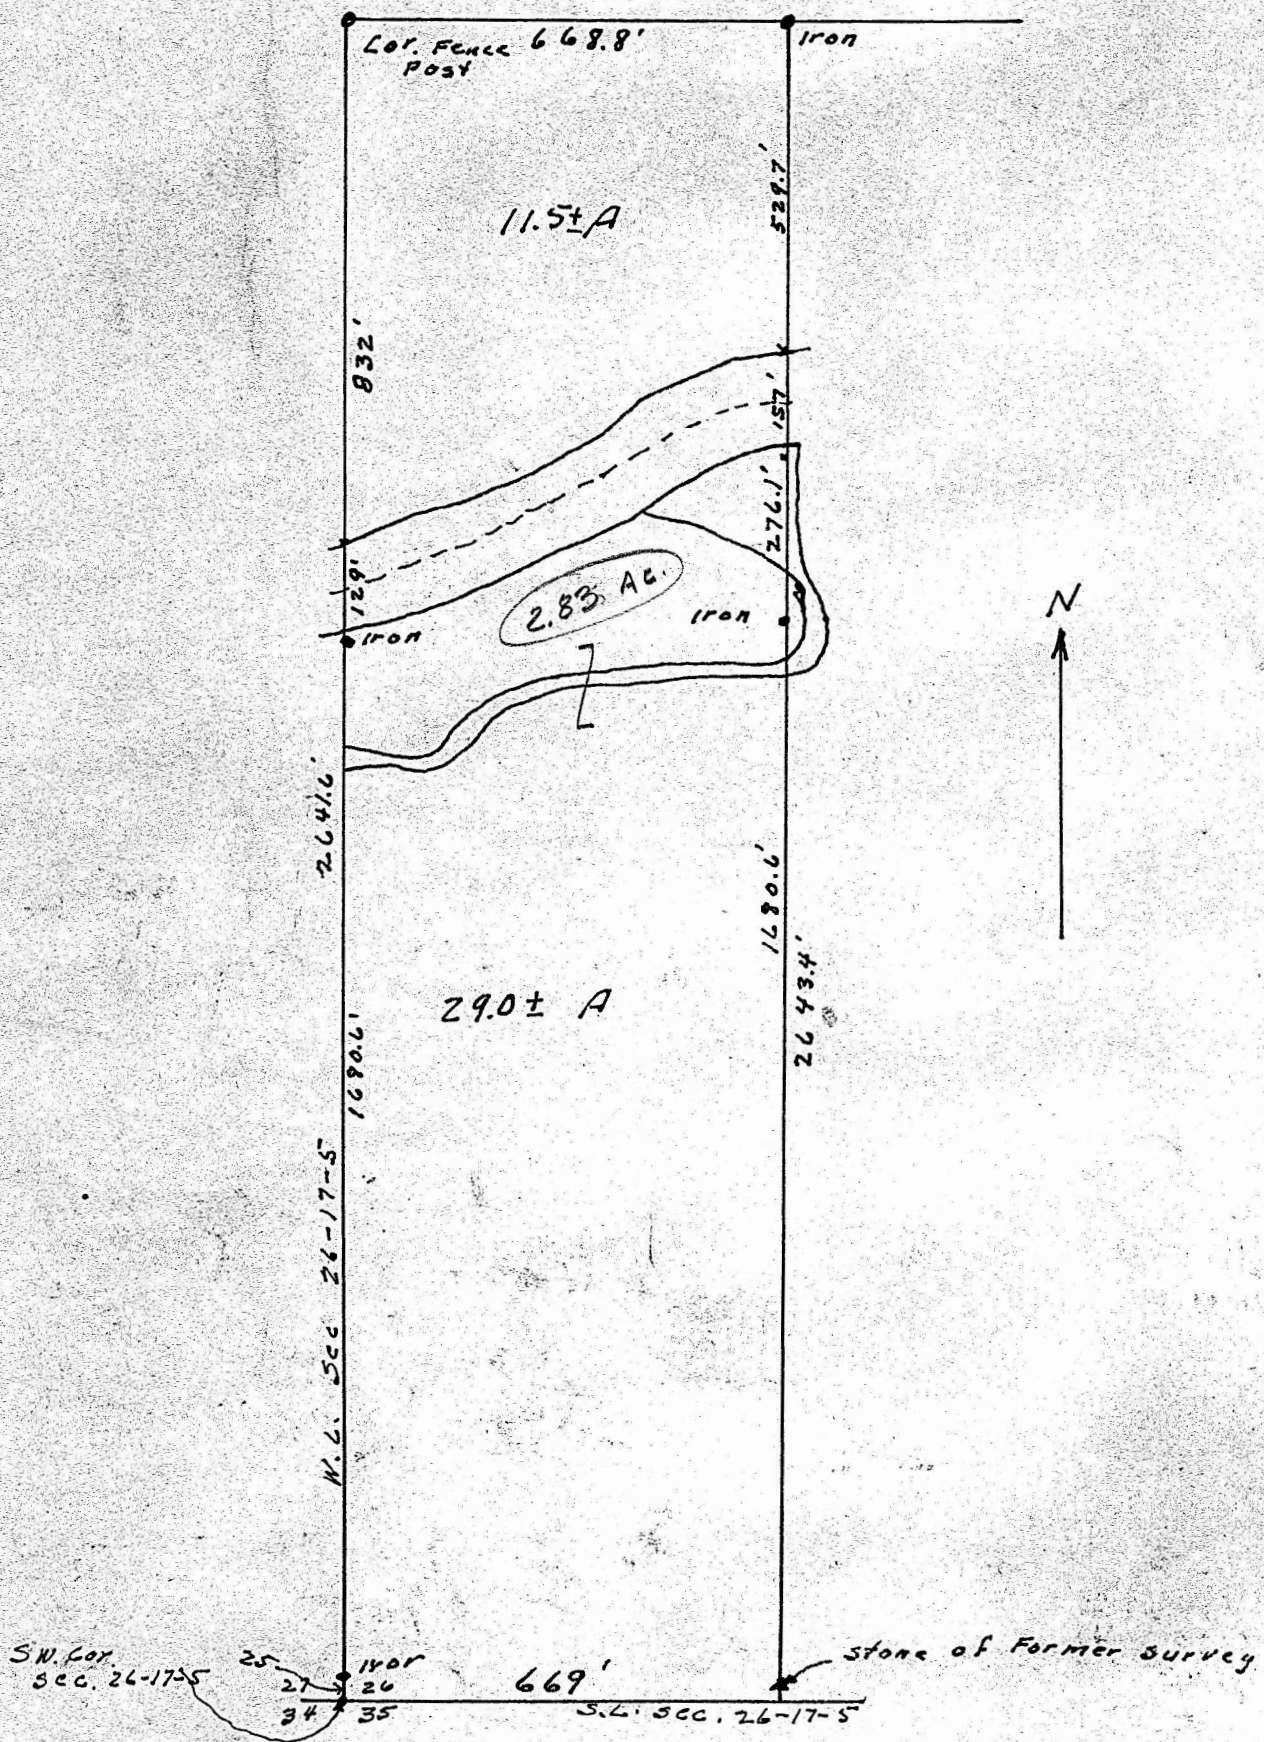 Cor. Fence 668.8'
Post
Iron
529.7'
11.5± A
832'
157'
276.1'
129'
2.83 Ac.
Iron
Iron
N
2641.6'
1680.6'
2643.4'
29.0± A
1680.6'
W.L. Sec 26-17-5
S.W. Cor.
Sec. 26-17-5
25
Iron
27 26
34 35
669'
S.L. Sec. 26-17-5
Stone of Former survey